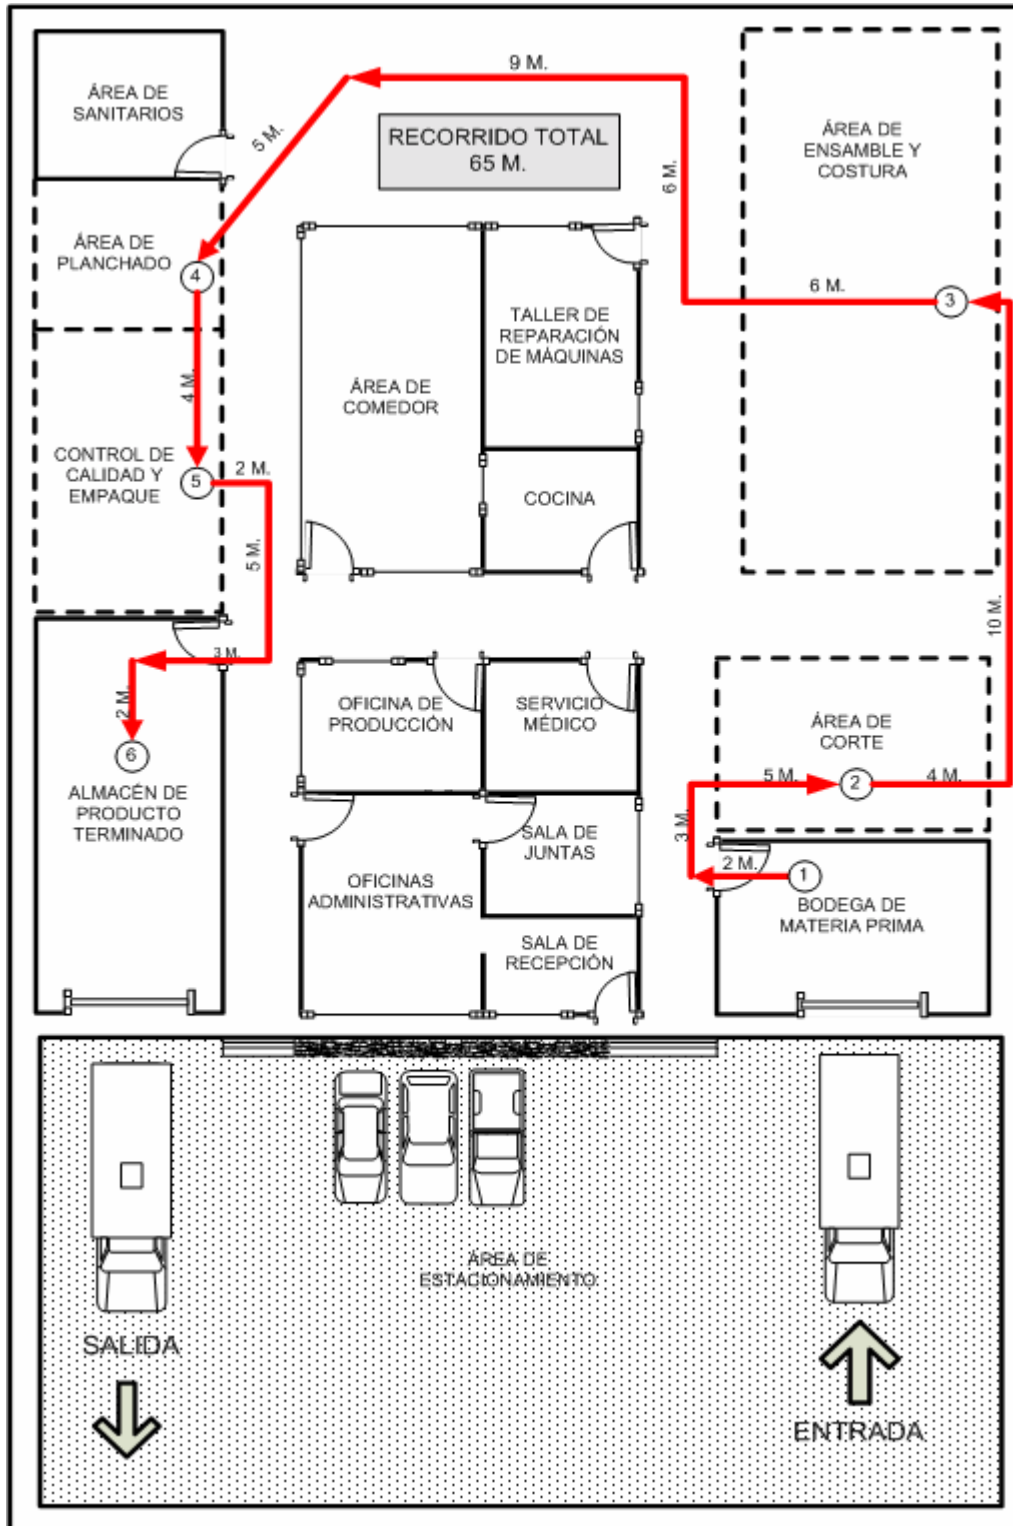 9 M.
ÁREA DE
SANITARIOS
5 M.
RECORRIDO TOTAL
65 M.
6 M.
ÁREA DE
ENSAMBLE Y
COSTURA
ÁREA DE
PLANCHADO
4
6 M.
3
TALLER DE
REPARACIÓN
DE MÁQUINAS
4 M.
ÁREA DE
COMEDOR
CONTROL DE
CALIDAD Y
EMPAQUE
5
2 M.
COCINA
5 M.
10 M.
3 M.
2 M.
6
OFICINA DE
PRODUCCIÓN
SERVICIO
MÉDICO
ÁREA DE
CORTE
5 M.
2
4 M.
ALMACÉN DE
PRODUCTO
TERMINADO
SALA DE
JUNTAS
3 M.
2 M.
1
OFICINAS
ADMINISTRATIVAS
BODEGA DE
MATERIA PRIMA
SALA DE
RECEPCIÓN
ÁREA DE
ESTACIONAMIENTO
SALIDA
ENTRADA